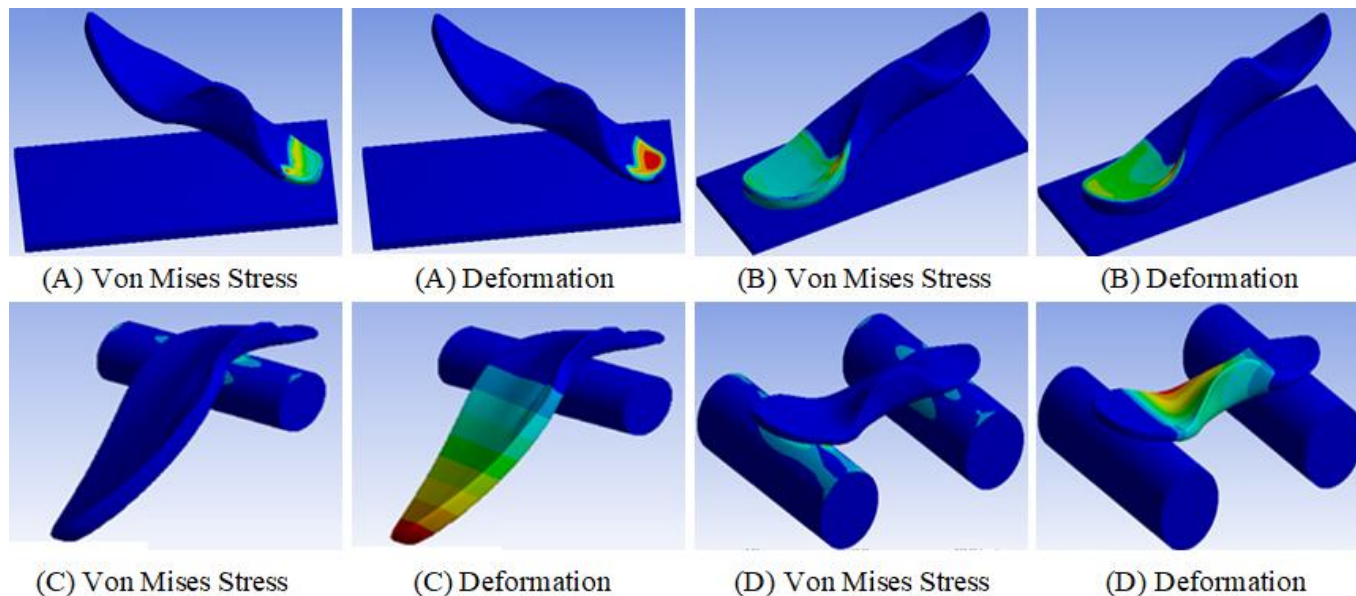 (A) Von Mises Stress
(A) Deformation
(B) Von Mises Stress
(B) Deformation
(C) Von Mises Stress
(C) Deformation
(D) Von Mises Stress
(D) Deformation